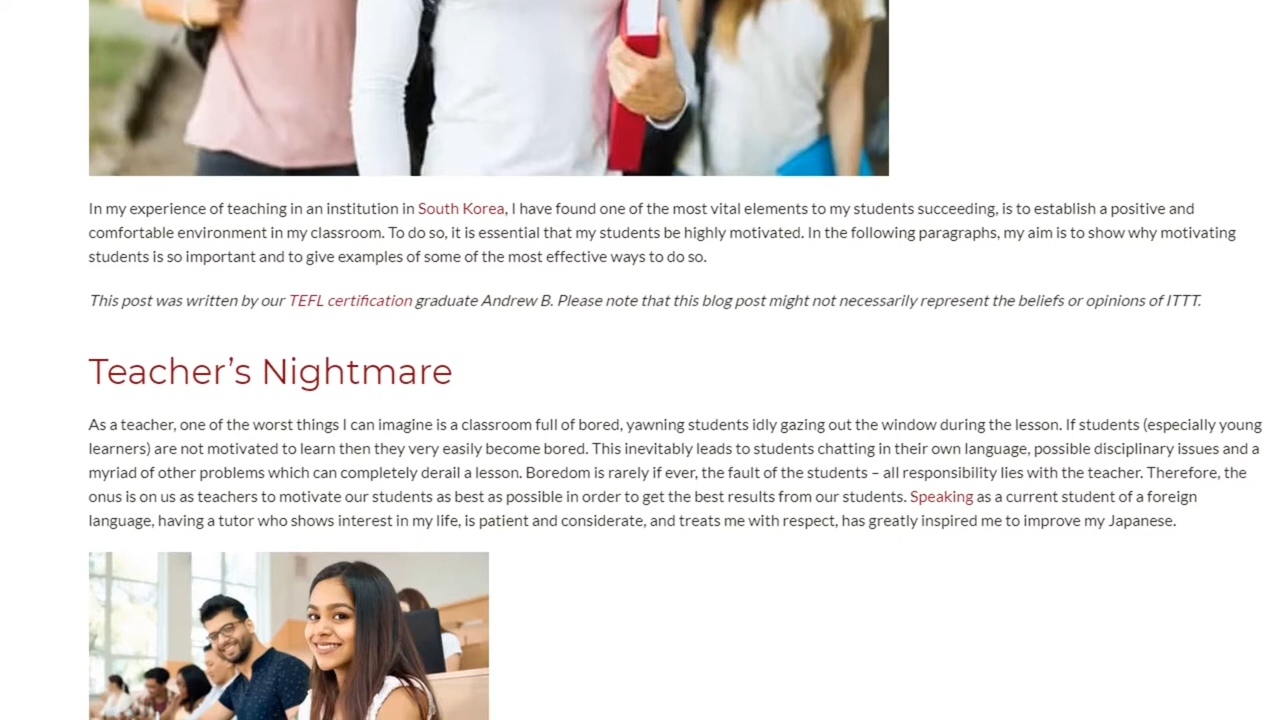 In my experience of teaching in an institution in South Korea, I have found one of the most vital elements to my students succeeding, is to establish a positive and
comfortable environment in my classroom. To do so, it is essential that my students be highly motivated. In the following paragraphs, my aim is to show why motivating
students is so important and to give examples of some of the most effective ways to do so.
This post was written by our TEFL certification graduate Andrew B. Please note that this blog post might not necessarily represent the beliefs or opinions of ITTT.
Teacher’s Nightmare
As a teacher, one of the worst things I can imagine is a classroom full of bored, yawning students idly gazing out the window during the lesson. If students (especially young
learners) are not motivated to learn then they very easily become bored. This inevitably leads to students chatting in their own language, possible disciplinary issues and a
myriad of other problems which can completely derail a lesson. Boredom is rarely if ever, the fault of the students – all responsibility lies with the teacher. Therefore, the
onus is on us as teachers to motivate our students as best as possible in order to get the best results from our students. Speaking as a current student of a foreign
language, having a tutor who shows interest in my life, is patient and considerate, and treats me with respect, has greatly inspired me to improve my Japanese.